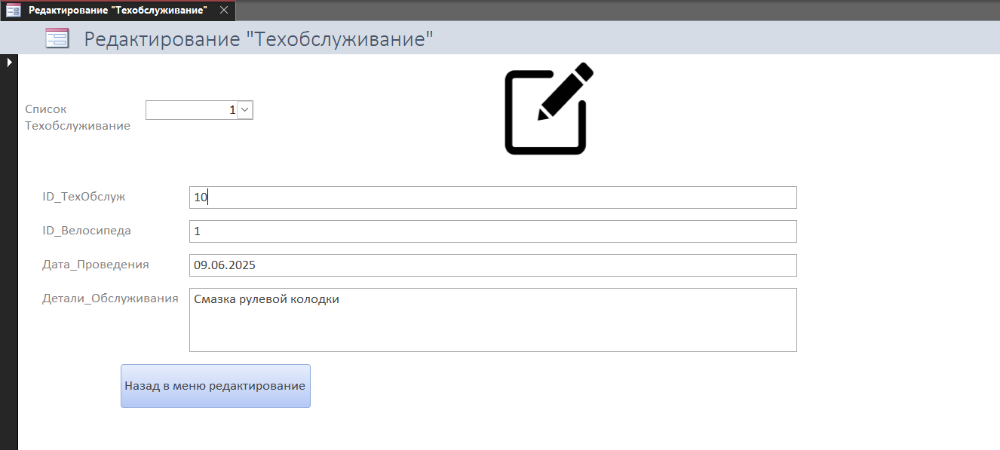 Редактирование "Техобслуживание"
Редактирование "Техобслуживание"
Список
Техобслуживание
1
ID_ТехОбслуж
10
ID_Велосипеда
1
Дата_Проведения
09.06.2025
Детали_Обслуживания
Смазка рулевой колодки
Назад в меню редактирование